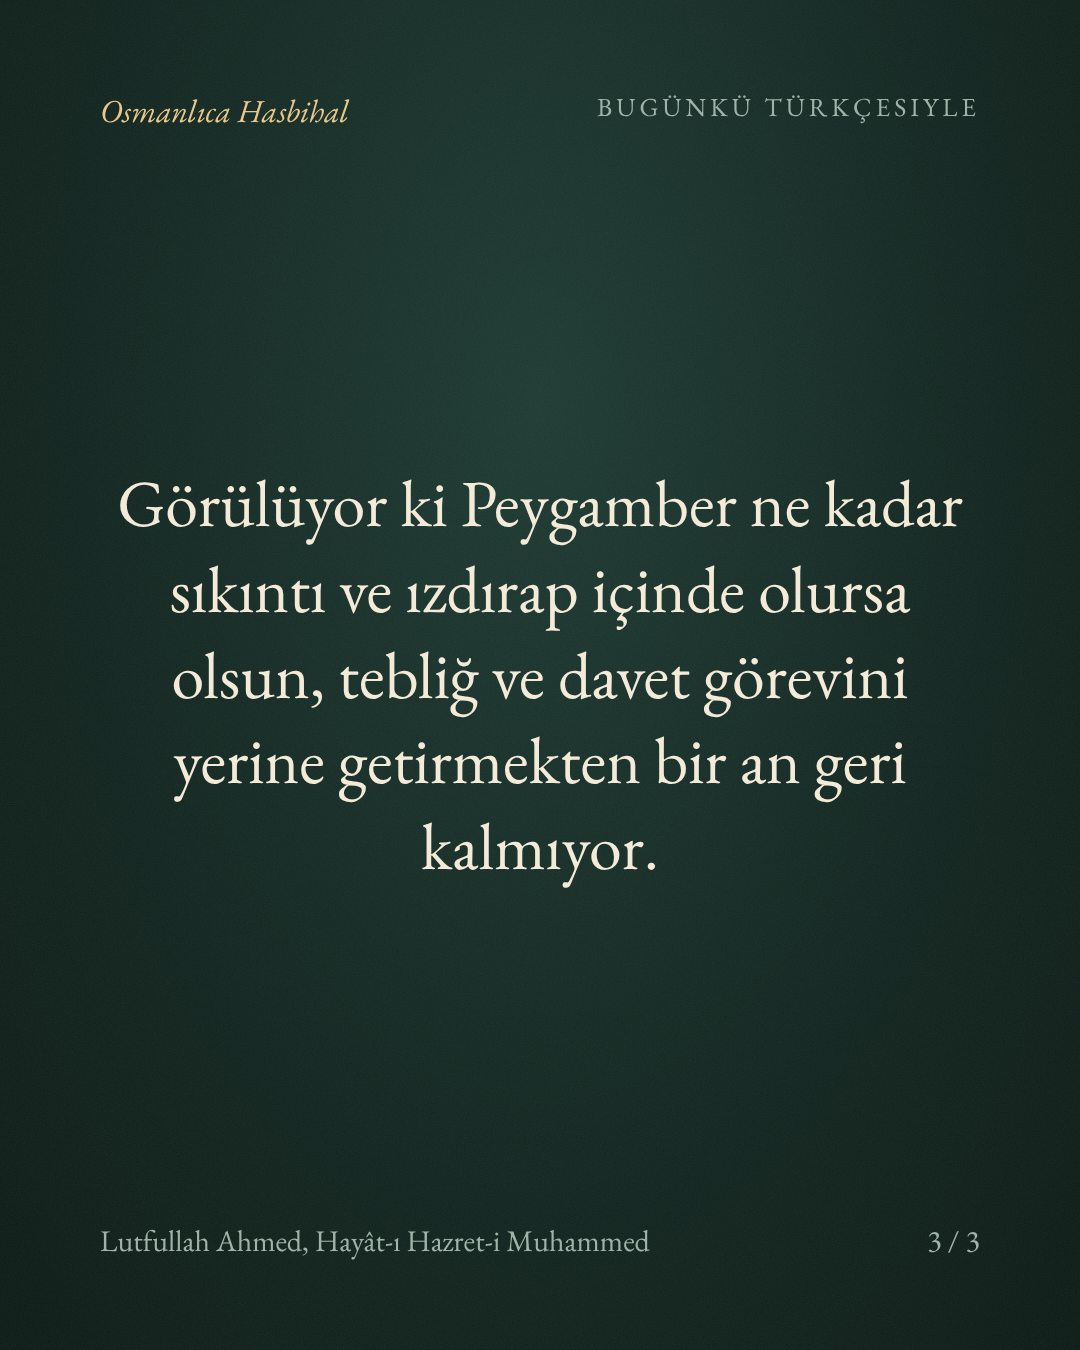 Osmanlıca Hasbihal
BUGÜNKÜ TÜRKÇESIYLE
Görülüyor ki Peygamber ne kadar
sıkıntı ve ızdırap içinde olursa
olsun, tebliğ ve davet görevini
yerine getirmekten bir an geri
kalmıyor.
Lutfullah Ahmed, Hayât-ı Hazret-i Muhammed
3 / 3